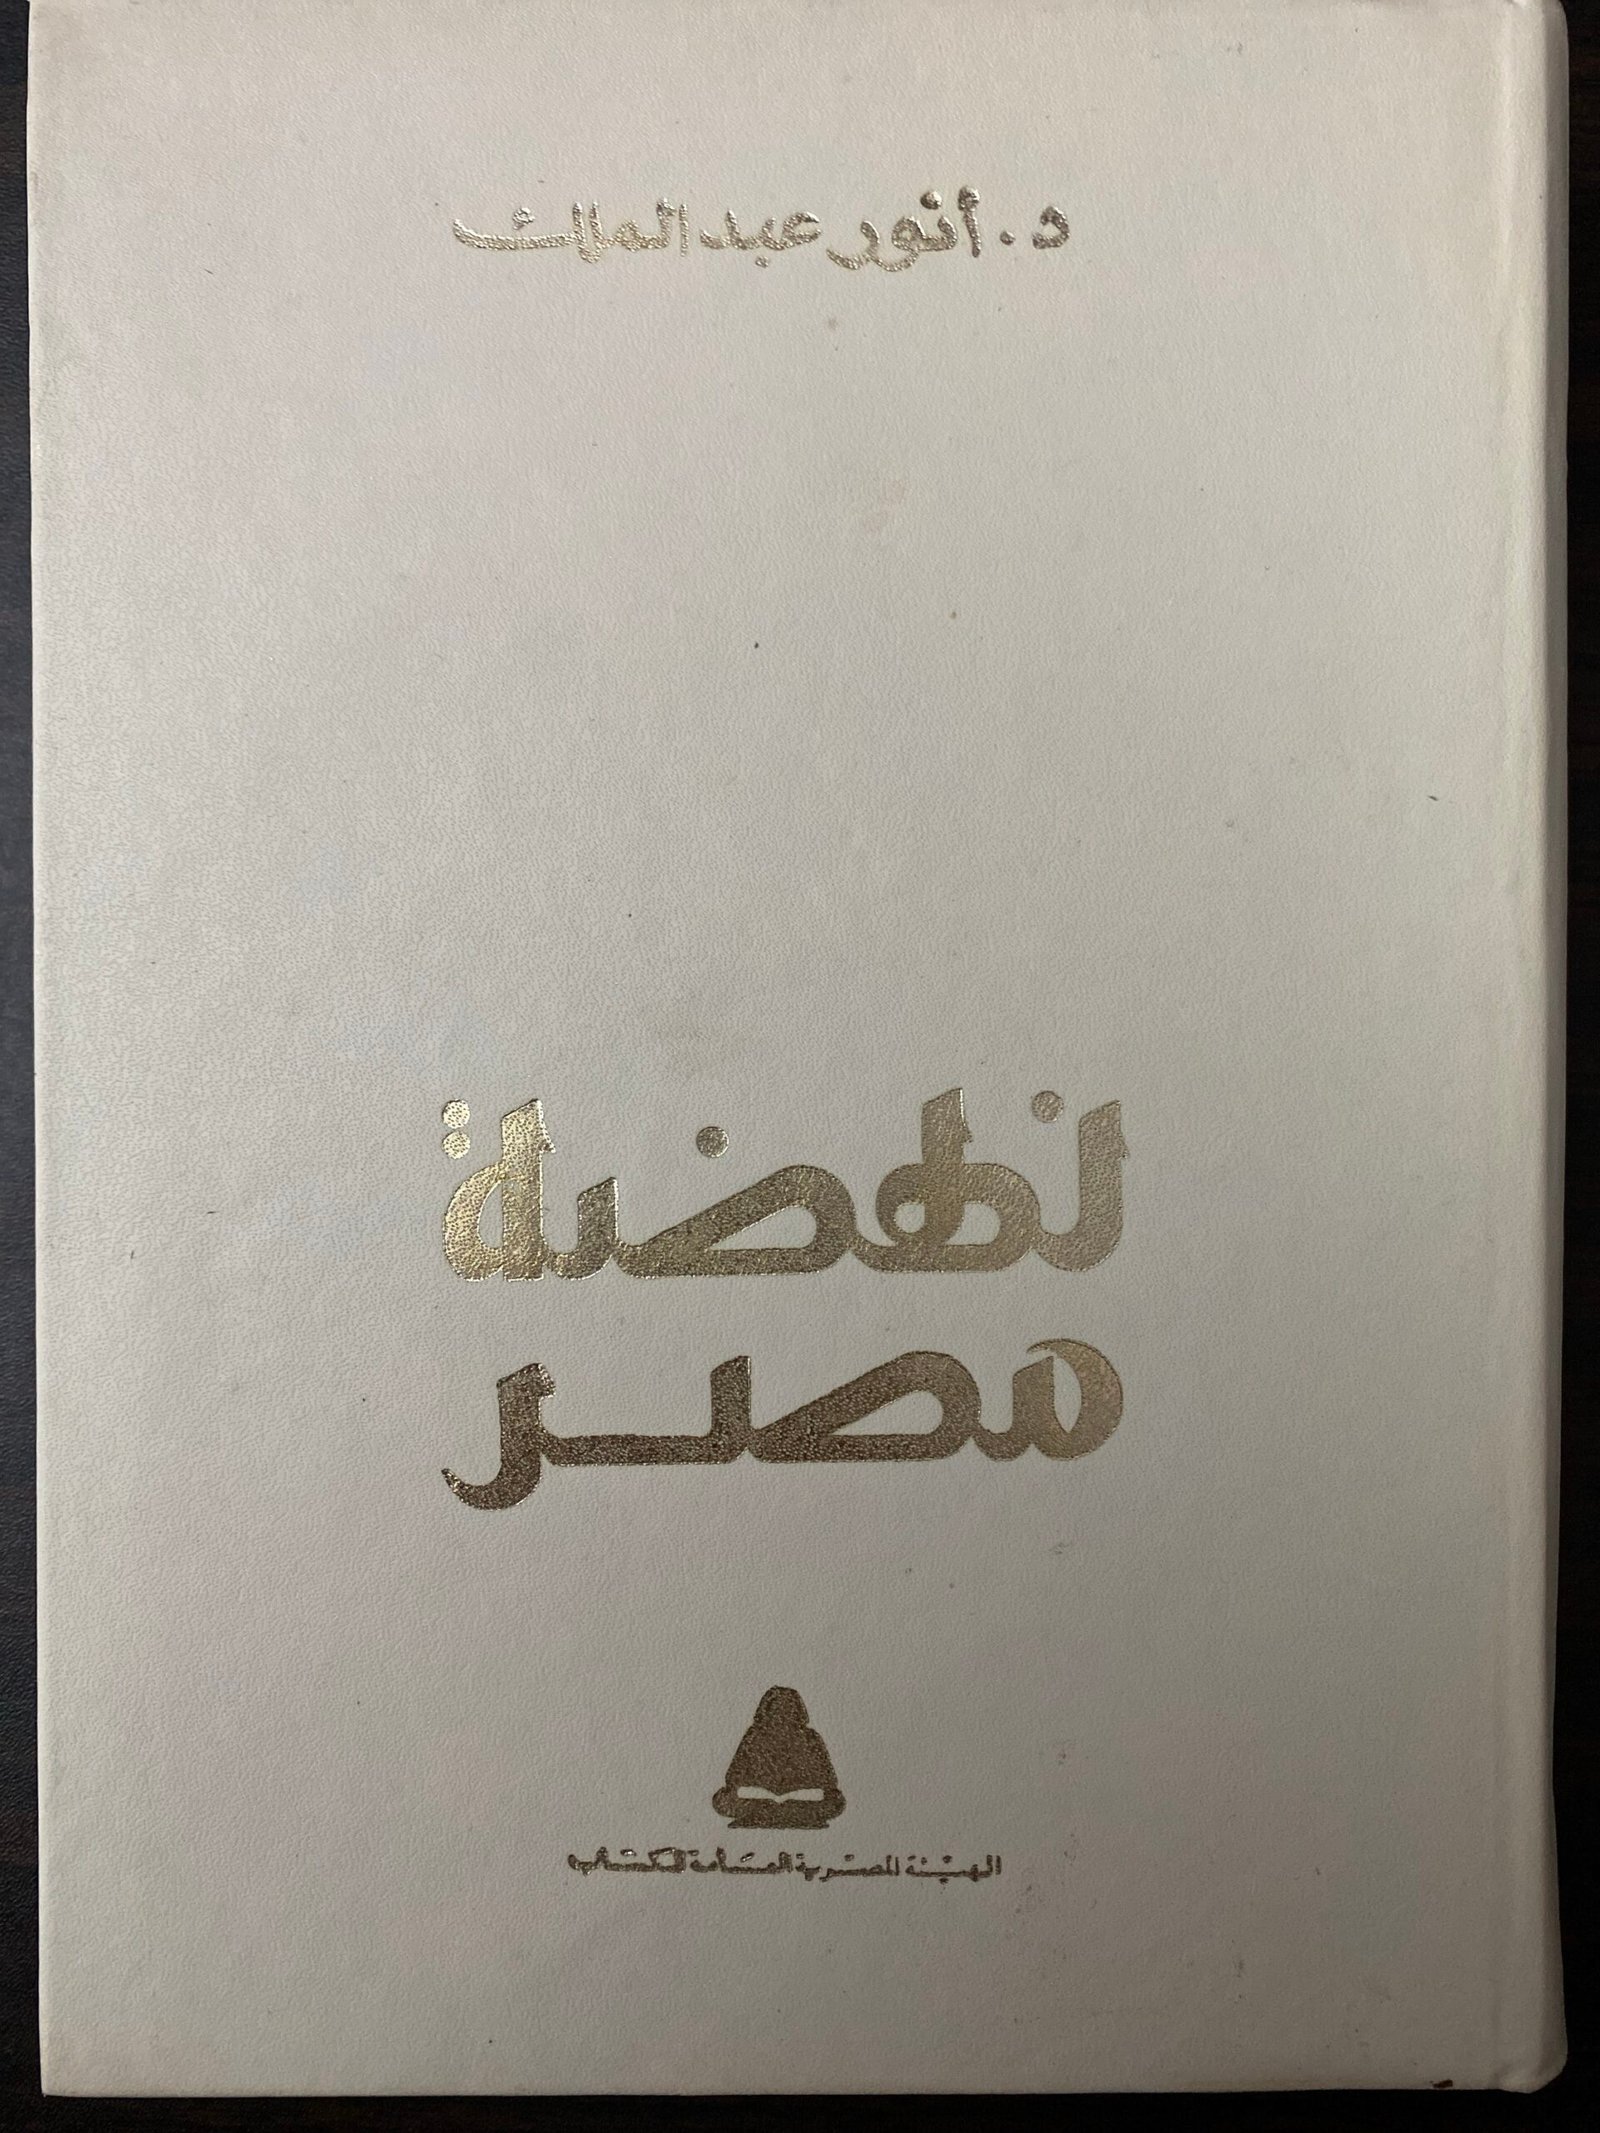 د. أنور عبد الملك
نهضة
مصر
الهيئة المصرية العامة للكتاب